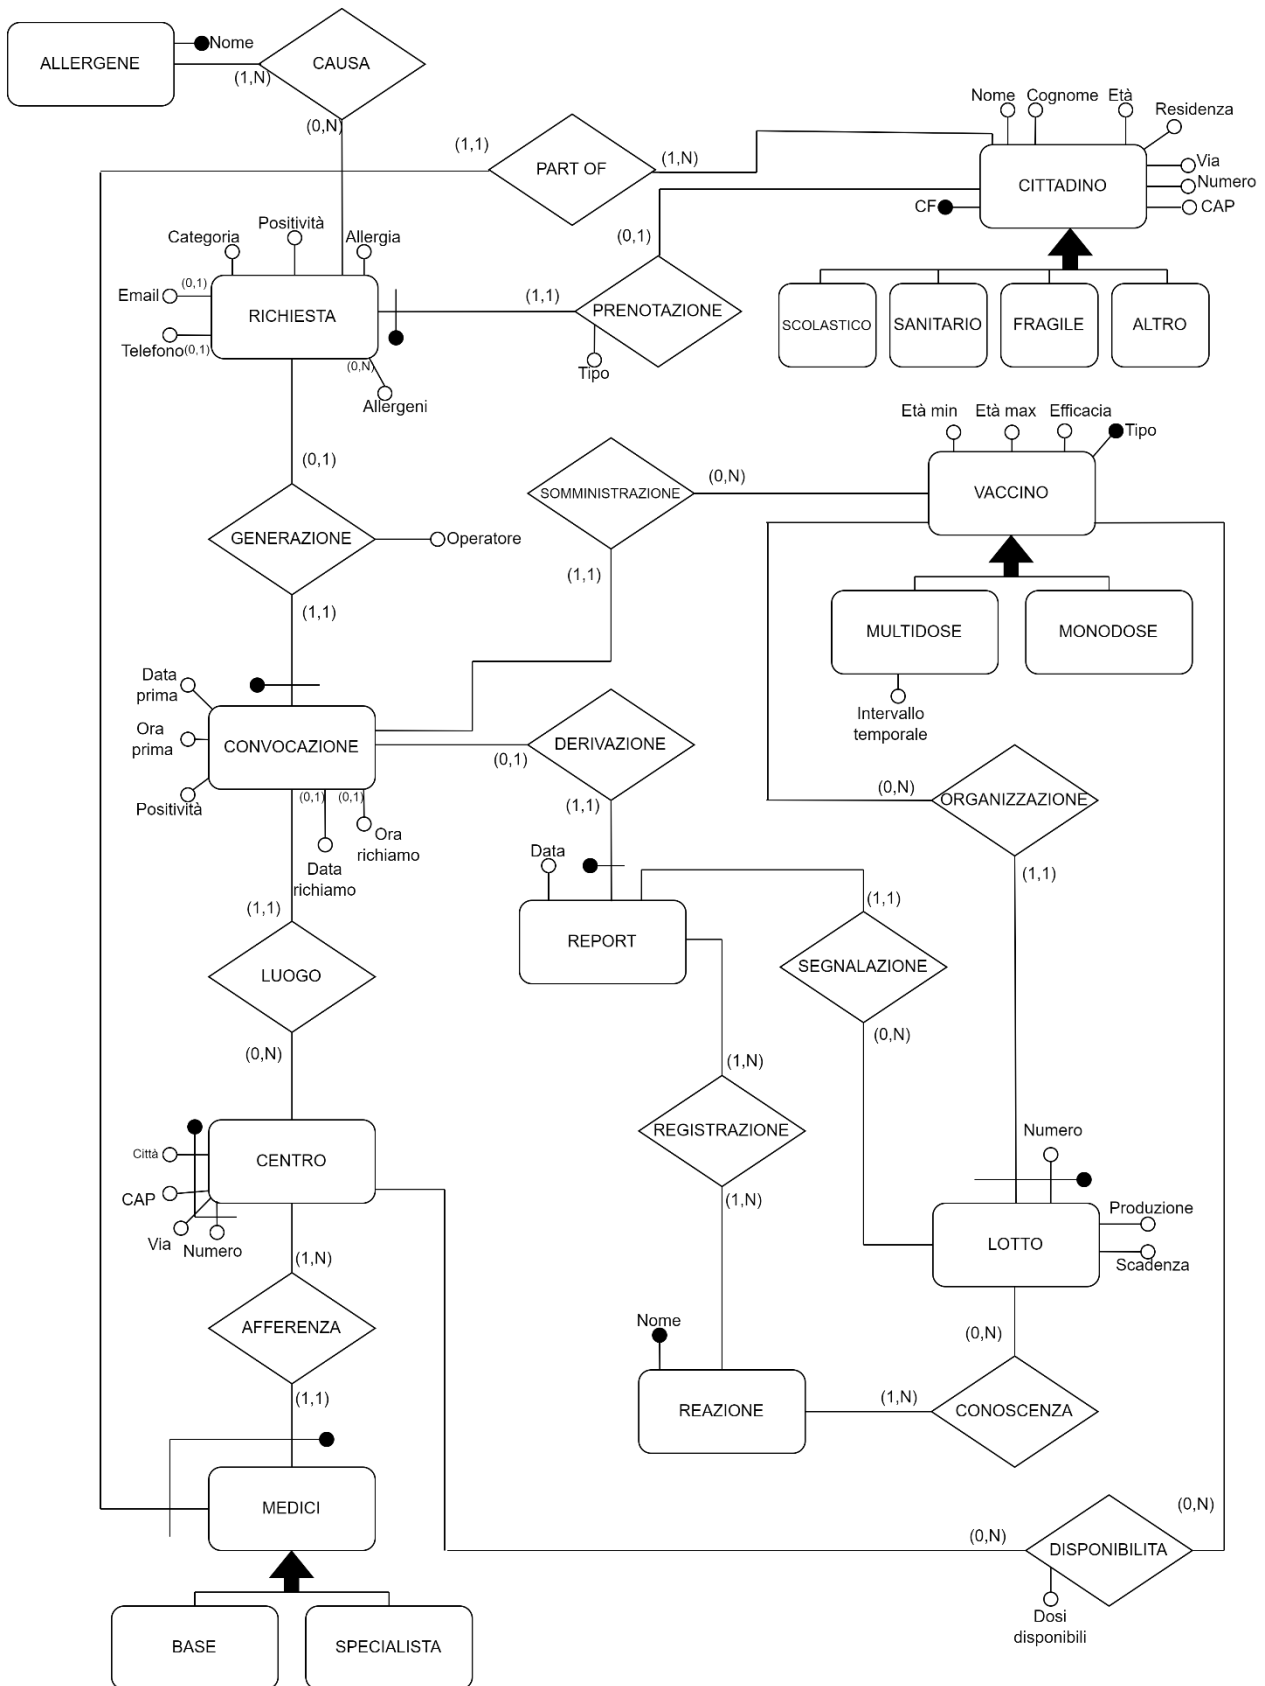 ALLERGENE
Nome
(1,N)
CAUSA
(0,N)
(1,1)
PART OF
(1,N)
Nome
Cognome
Età
Residenza
Via
Numero
CAP
CF
CITTADINO
SCOLASTICO
SANITARIO
FRAGILE
ALTRO
Categoria
Positività
Allergia
Email
(0,1)
Telefono
(0,1)
RICHIESTA
(0,N)
Allergeni
(1,1)
PRENOTAZIONE
(0,1)
Tipo
Età min
Età max
Efficacia
Tipo
VACCINO
(0,N)
SOMMINISTRAZIONE
(1,1)
(0,1)
GENERAZIONE
Operatore
(1,1)
MULTIDOSE
MONODOSE
Intervallo
temporale
Data
prima
Ora
prima
Positività
CONVOCAZIONE
(0,1)
(0,1)
Data
richiamo
Ora
richiamo
(0,1)
DERIVAZIONE
(1,1)
(0,N)
ORGANIZZAZIONE
(1,1)
Data
REPORT
(1,1)
SEGNALAZIONE
(0,N)
(1,1)
LUOGO
(0,N)
(1,N)
REGISTRAZIONE
(1,N)
Città
CAP
Via
Numero
CENTRO
Numero
Produzione
Scadenza
LOTTO
(1,N)
AFFERENZA
(1,1)
Nome
REAZIONE
(1,N)
CONOSCENZA
(0,N)
MEDICI
BASE
SPECIALISTA
(0,N)
DISPONIBILITA
(0,N)
Dosi
disponibili